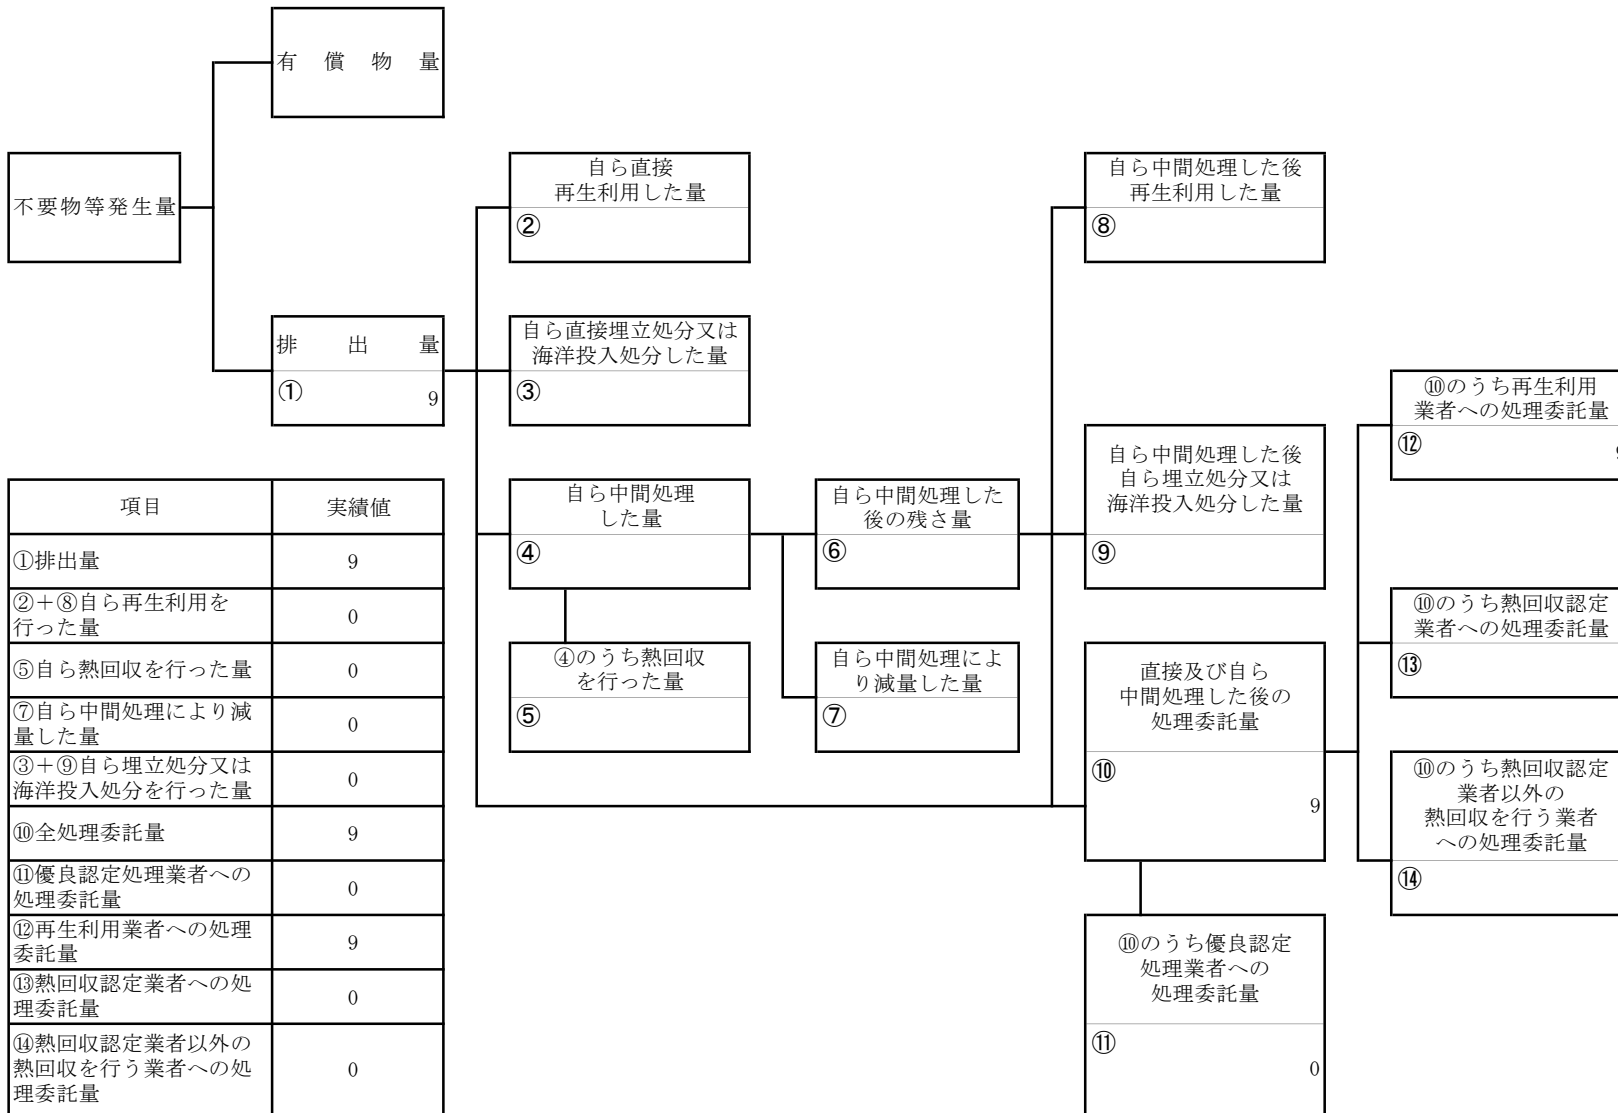 有償物量
不要物等発生量
自ら直接
再生利用した量
②
自ら中間処理した後
再生利用した量
⑧
排出量
①
9
自ら直接埋立処分又は
海洋投入処分した量
③
⑩のうち再生利用
業者への処理委託量
⑫
自ら中間処理した後
自ら埋立処分又は
海洋投入処分した量
⑨
自ら中間処理
した量
④
自ら中間処理した
後の残さ量
⑥
④のうち熱回収
を行った量
⑤
自ら中間処理によ
り減量した量
⑦
直接及び自ら
中間処理した後の
処理委託量
⑩
9
⑩のうち熱回収認定
業者への処理委託量
⑬
⑩のうち熱回収認定
業者以外の
熱回収を行う業者
への処理委託量
⑭
⑩のうち優良認定
処理業者への
処理委託量
⑪
0
項目 実績値
①排出量 9
②+⑧自ら再生利用を
行った量 0
⑤自ら熱回収を行った量 0
⑦自ら中間処理により減
量した量 0
③+⑨自ら埋立処分又は
海洋投入処分を行った量 0
⑩全処理委託量 9
⑪優良認定処理業者への
処理委託量 0
⑫再生利用業者への処理
委託量 9
⑬熱回収認定業者への処
理委託量 0
⑭熱回収認定業者以外の
熱回収を行う業者への処
理委託量 0